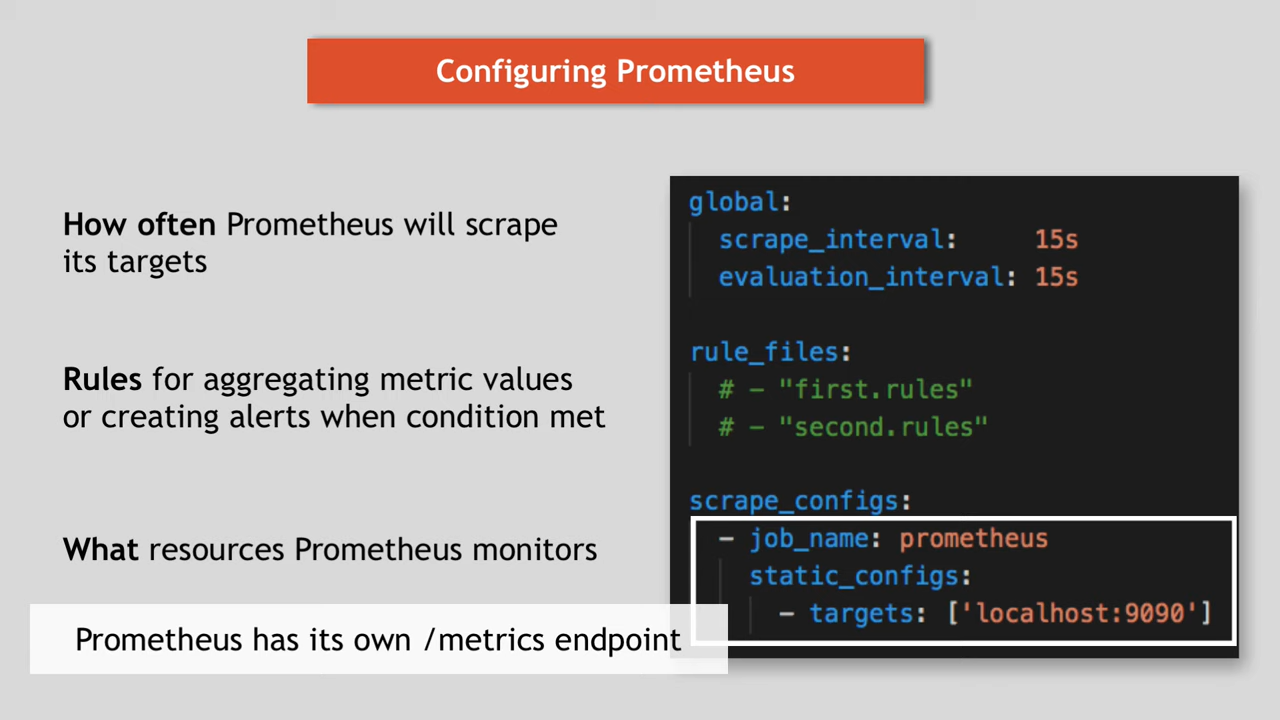 Configuring Prometheus
How often Prometheus will scrape
its targets
Rules for aggregating metric values
or creating alerts when condition met
What resources Prometheus monitors
Prometheus has its own /metrics endpoint
global:
  scrape_interval:     15s
  evaluation_interval: 15s
rule_files:
  # - "first.rules"
  # - "second.rules"
scrape_configs:
  - job_name: prometheus
    static_configs:
      - targets: ['localhost:9090']